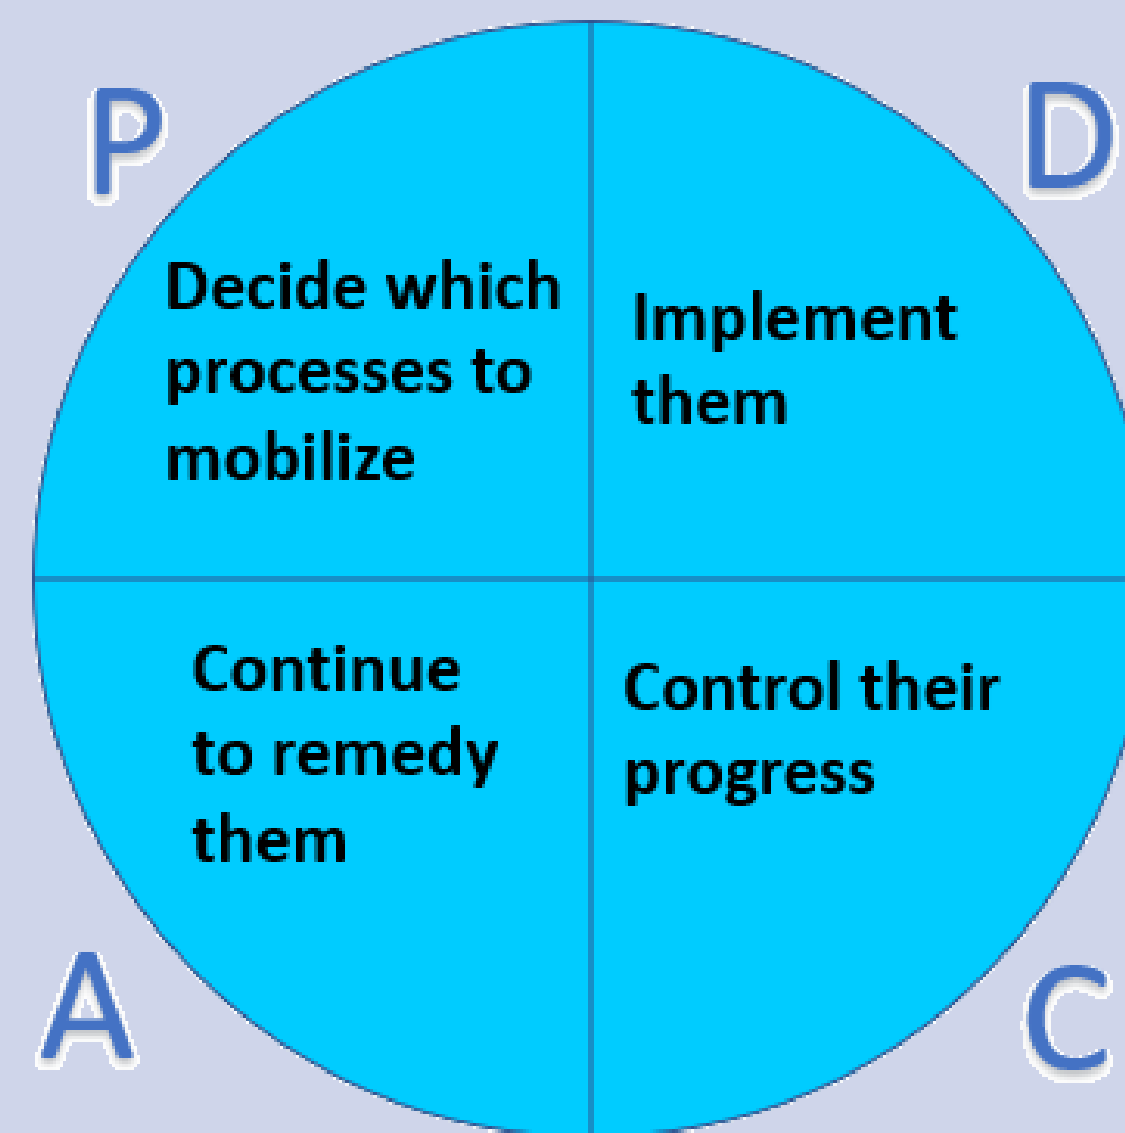 P
D
Decide which
processes to
mobilize
Implement
them
Continue
to remedy
them
Control their
progress
A
C